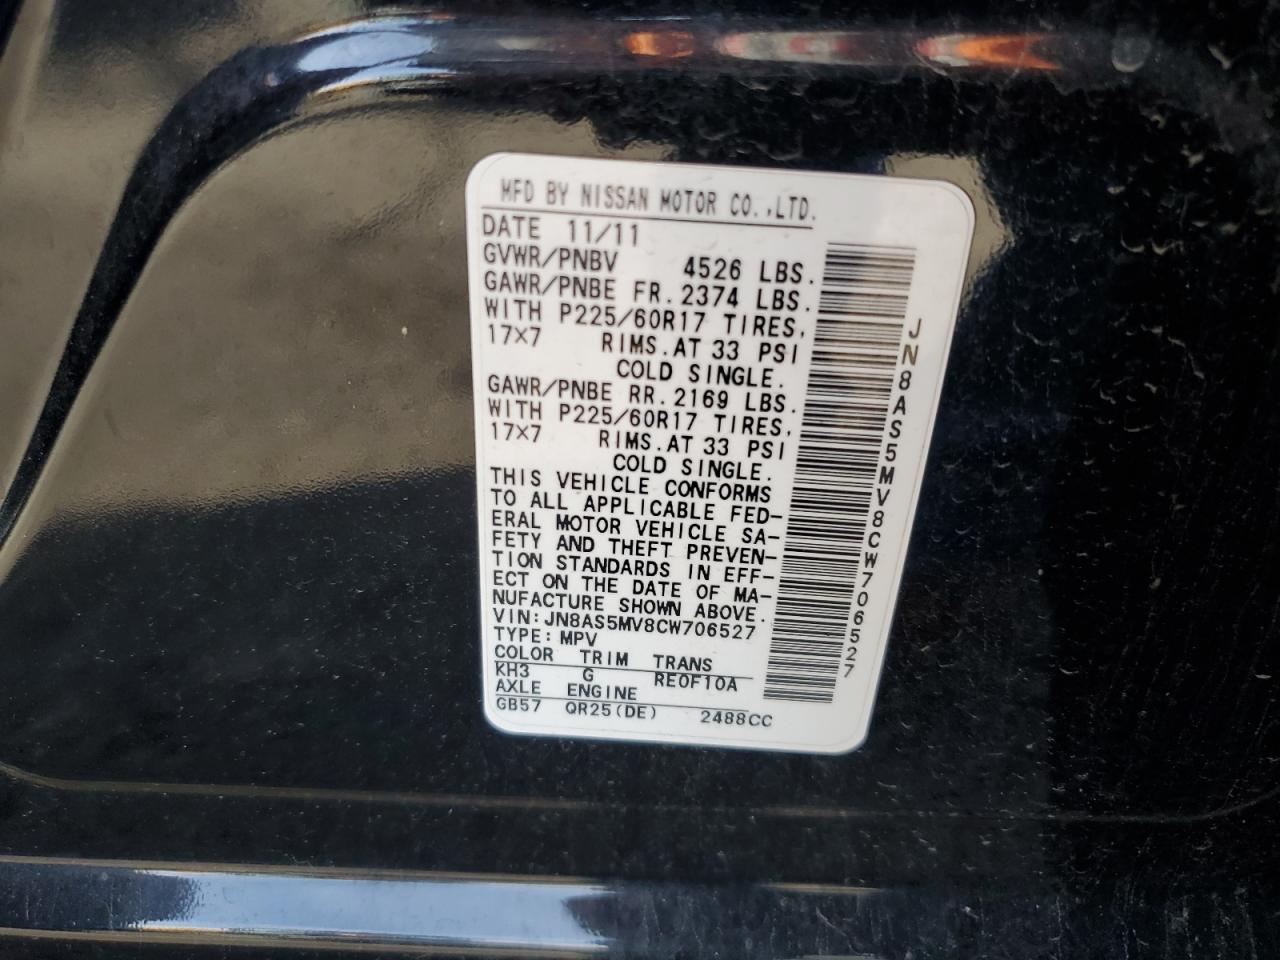 MFD BY NISSAN MOTOR CO.,LTD.
DATE 11/11
GVWR/PNBV 4526 LBS.
GAWR/PNBE FR. 2374 LBS.
WITH P225/60R17 TIRES,
17×7 RIMS. AT 33 PSI
COLD SINGLE.
GAWR/PNBE RR. 2169 LBS.
WITH P225/60R17 TIRES,
17×7 RIMS. AT 33 PSI
COLD SINGLE.
THIS VEHICLE CONFORMS
TO ALL APPLICABLE FED-
ERAL MOTOR VEHICLE SA-
FETY AND THEFT PREVEN-
TION STANDARDS IN EFF-
ECT ON THE DATE OF MA-
NUFACTURE SHOWN ABOVE.
VIN:JN8AS5MV8CW706527
TYPE:MPV
COLOR TRIM TRANS
KH3 G RE0F10A
AXLE ENGINE
GB57 QR25(DE) 2488CC
JN8AS5MV8CW706527